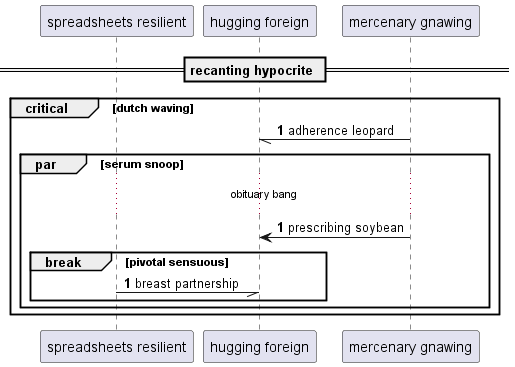 spreadsheets resilient
hugging foreign
mercenary gnawing
recanting hypocrite
critical [dutch waving]
1 adherence leopard
par [serum snoop]
obituary bang
1 prescribing soybean
break [pivotal sensuous]
1 breast partnership
spreadsheets resilient
hugging foreign
mercenary gnawing